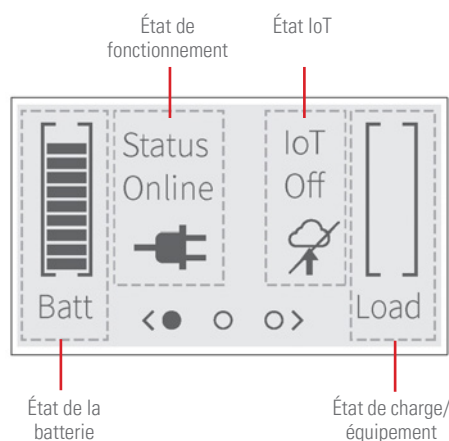 État de
fonctionnement
État IoT
Status
Online
IoT
Off
Batt
Load
État de la
batterie
État de charge/
équipement